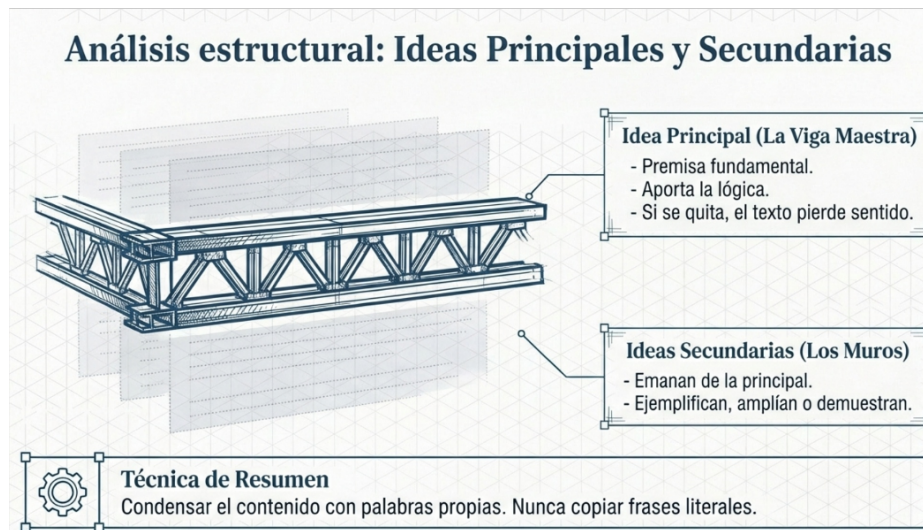 Análisis estructural: Ideas Principales y Secundarias
Idea Principal (La Viga Maestra)
- Premisa fundamental.
- Aporta la lógica.
- Si se quita, el texto pierde sentido.
Ideas Secundarias (Los Muros)
- Emanan de la principal.
- Ejemplifican, amplían o demuestran.
Técnica de Resumen
Condensar el contenido con palabras propias. Nunca copiar frases literales.